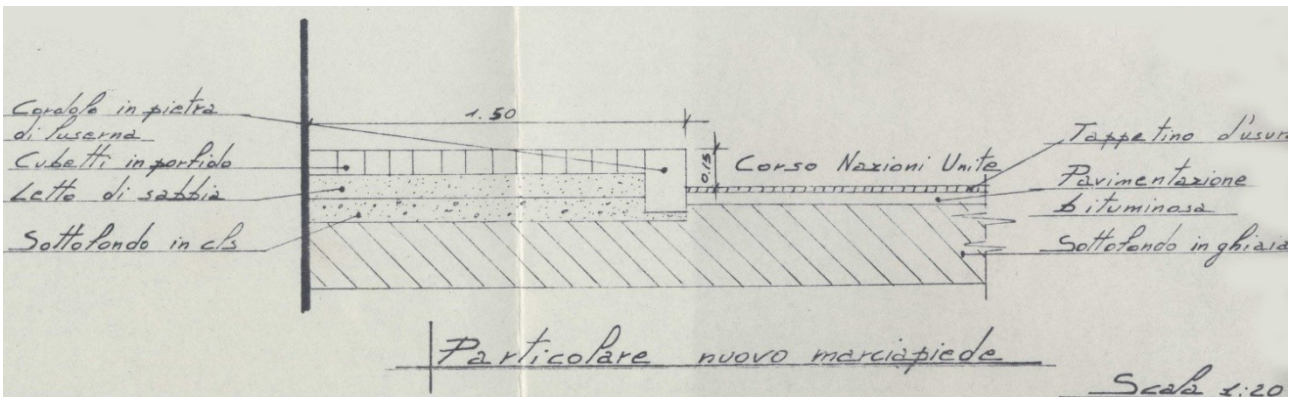 Cordolo in pietra
di luserna
Cubetti in porfido
Letto di sabbia
Sottofondo in cls
1.50
0.15
Corso Nazioni Unite
Tappetino d'usur
Pavimentazione
bituminosa
Sottofondo in ghiaia
Particolare nuovo marciapiede
Scala 1:20